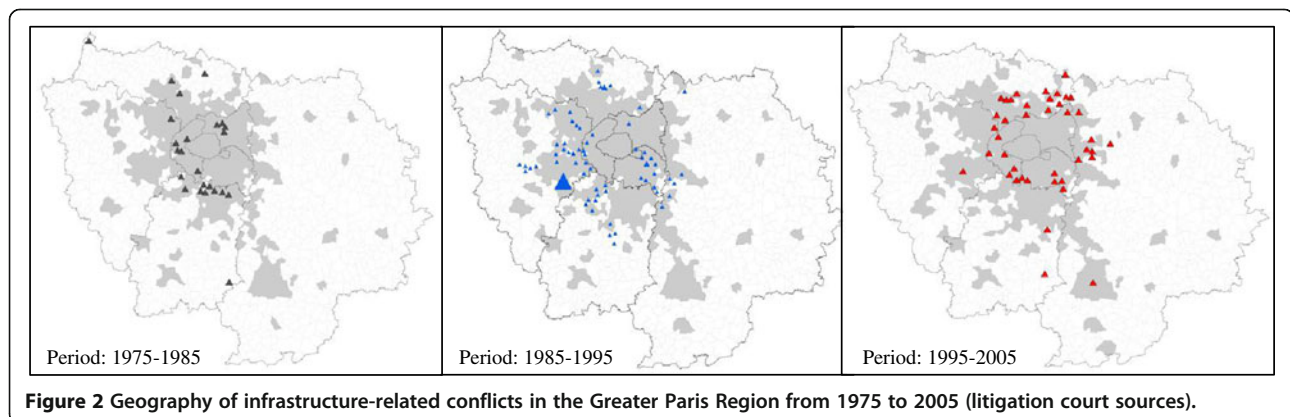 Period: 1975-1985
Period: 1985-1995
Period: 1995-2005
Figure 2 Geography of infrastructure-related conflicts in the Greater Paris Region from 1975 to 2005 (litigation court sources).